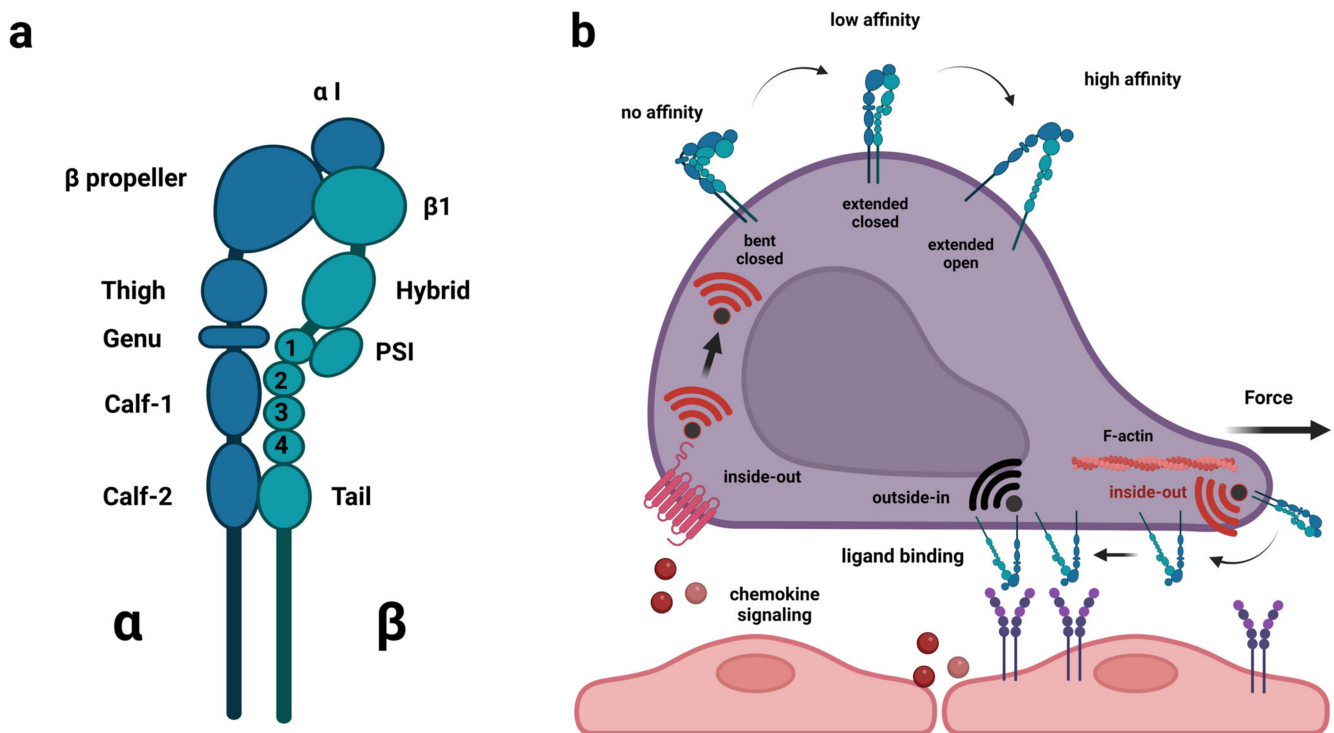 a
α I
β propeller
β1
Thigh
Hybrid
Genu
1
PSI
2
Calf-1
3
4
Calf-2
Tail
α
β
b
low affinity
high affinity
no affinity
extended
closed
bent
closed
extended
open
Force
F-actin
inside-out
outside-in
inside-out
ligand binding
chemokine
signaling